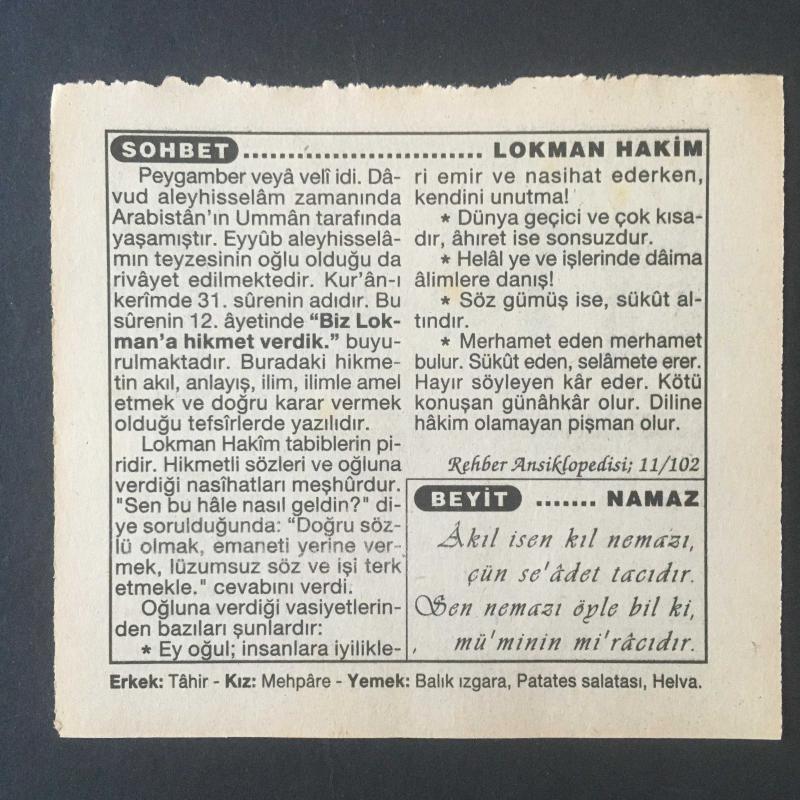 SOHBET ........................ LOKMAN HAKİM
Peygamber veyâ velî idi. Dâ-
vud aleyhisselâm zamanında
Arabistân'ın Ummân tarafında
yaşamıştır. Eyyûb aleyhisselâ-
mın teyzesinin oğlu olduğu da
rivâyet edilmektedir. Kur'ân-ı
kerîmde 31. sûrenin adıdır. Bu
sûrenin 12. âyetinde "Biz Lok-
man'a hikmet verdik." buyu-
rulmaktadır. Buradaki hikme-
tin akıl, anlayış, ilim, ilimle amel
etmek ve doğru karar vermek
olduğu tefsîrlerde yazılıdır.
Lokman Hakîm tabiblerin pi-
ridir. Hikmetli sözleri ve oğluna
verdiği nasîhatları meşhûrdur.
"Sen bu hâle nasıl geldin?" di-
ye sorulduğunda: "Doğru söz-
lü olmak, emaneti yerine ver-
mek, lüzumsuz söz ve işi terk
etmekle." cevabını verdi.
Oğluna verdiği vasiyetlerin-
den bazıları şunlardır:
* Ey oğul; insanlara iyilikle-
ri emir ve nasihat ederken,
kendini unutma!
* Dünya geçici ve çok kısa-
dır, âhıret ise sonsuzdur.
* Helâl ye ve işlerinde dâima
âlimlere danış!
* Söz gümüş ise, sükût al-
tındır.
* Merhamet eden merhamet
bulur. Sükût eden, selâmete erer.
Hayır söyleyen kâr eder. Kötü
konuşan günâhkâr olur. Diline
hâkim olamayan pişman olur.
Rehber Ansiklopedisi; 11/102
BEYİT ....... NAMAZ
Âkıl isen kıl nemazı,
çün se'âdet tacıdır.
Sen nemazı öyle bil ki,
mü'minin mi'râcıdır.
Erkek: Tâhir - Kız: Mehpâre - Yemek: Balık ızgara, Patates salatası, Helva.